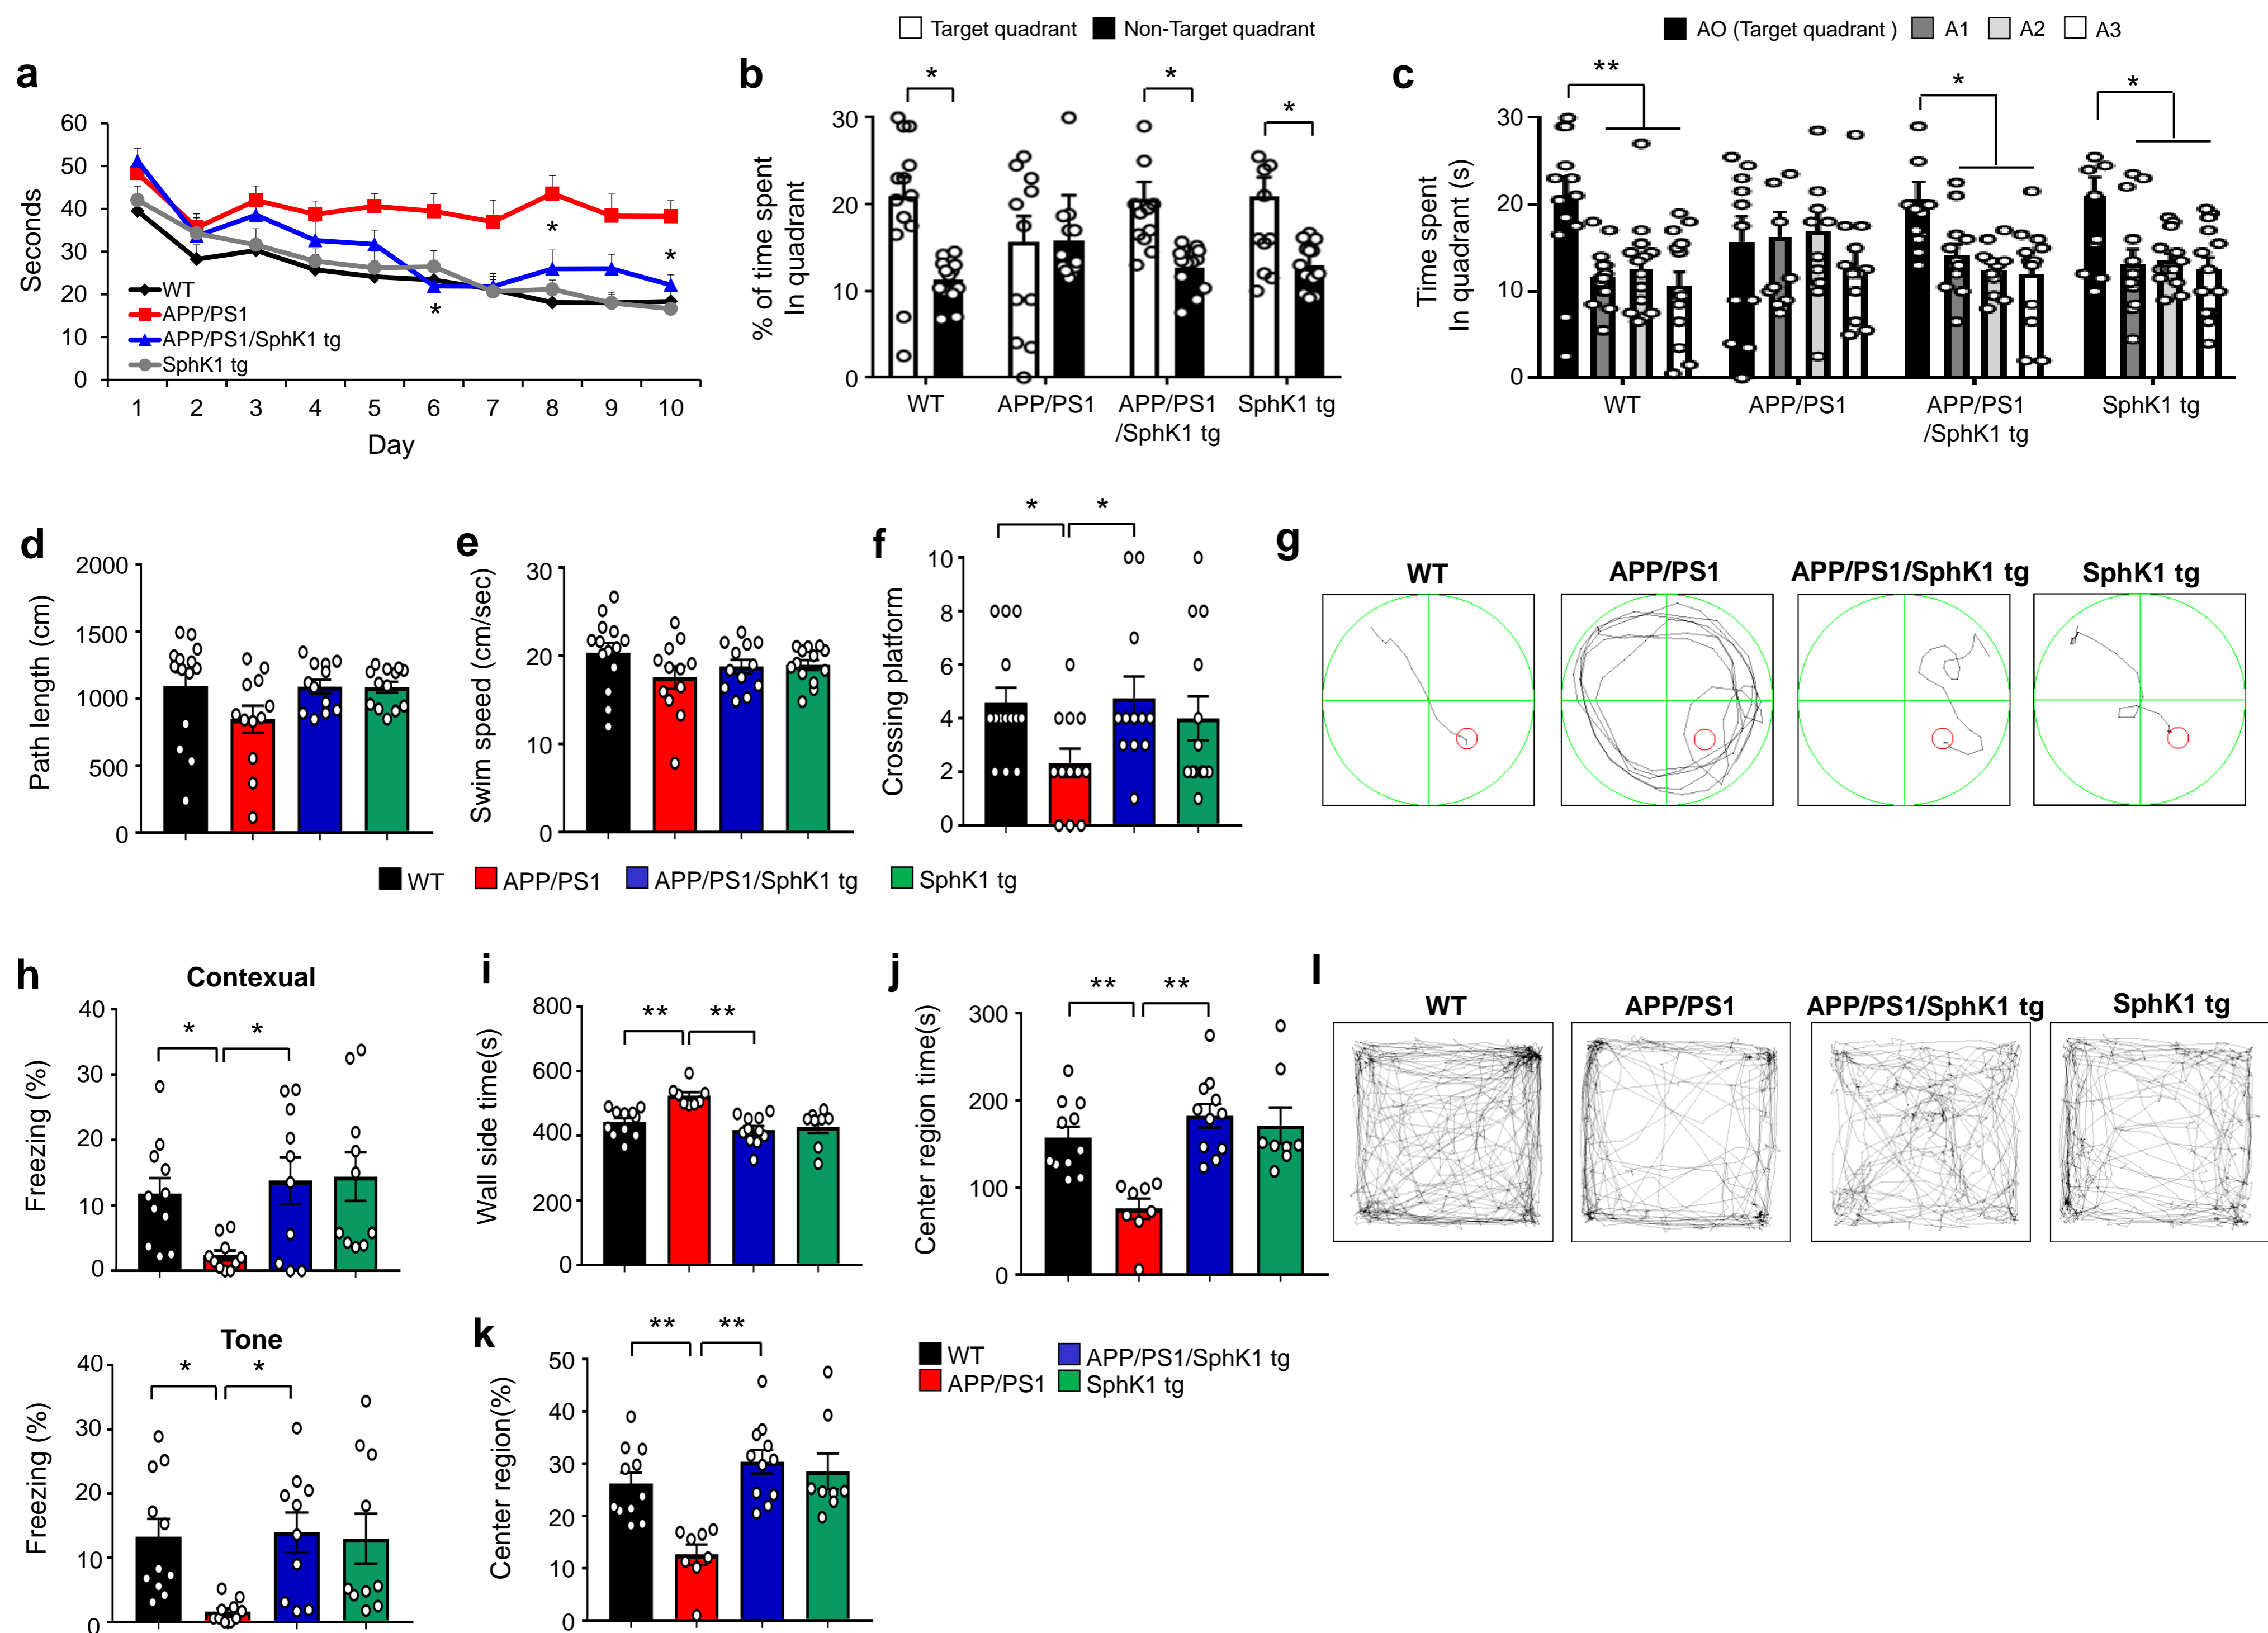 Target quadrant Non-Target quadrant
AO (Target quadrant ) A1 A2 A3
a
60
50
40
30
20
10
0
Seconds
*
*
*
WT
APP/PS1
APP/PS1/SphK1 tg
SphK1 tg
1 2 3 4 5 6 7 8 9 10
Day
b
* * *
30
20
10
0
% of time spent
In quadrant
WT APP/PS1 APP/PS1 SphK1 tg
/SphK1 tg
c
** * *
30
20
10
0
Time spent
In quadrant (s)
WT APP/PS1 APP/PS1 SphK1 tg
/SphK1 tg
d
2000
1500
1000
500
0
Path length (cm)
e
30
20
10
0
Swim speed (cm/sec)
f
* *
10
8
6
4
2
0
Crossing platform
g
WT APP/PS1 APP/PS1/SphK1 tg SphK1 tg
WT APP/PS1 APP/PS1/SphK1 tg SphK1 tg
h
Contexual
* *
40
30
20
10
0
Freezing (%)
Tone
* *
40
30
20
10
0
Freezing (%)
i
** **
800
600
400
200
0
Wall side time(s)
j
** **
300
200
100
0
Center region time(s)
k
** **
50
40
30
20
10
0
Center region(%)
WT APP/PS1/SphK1 tg
APP/PS1 SphK1 tg
l
WT APP/PS1 APP/PS1/SphK1 tg SphK1 tg